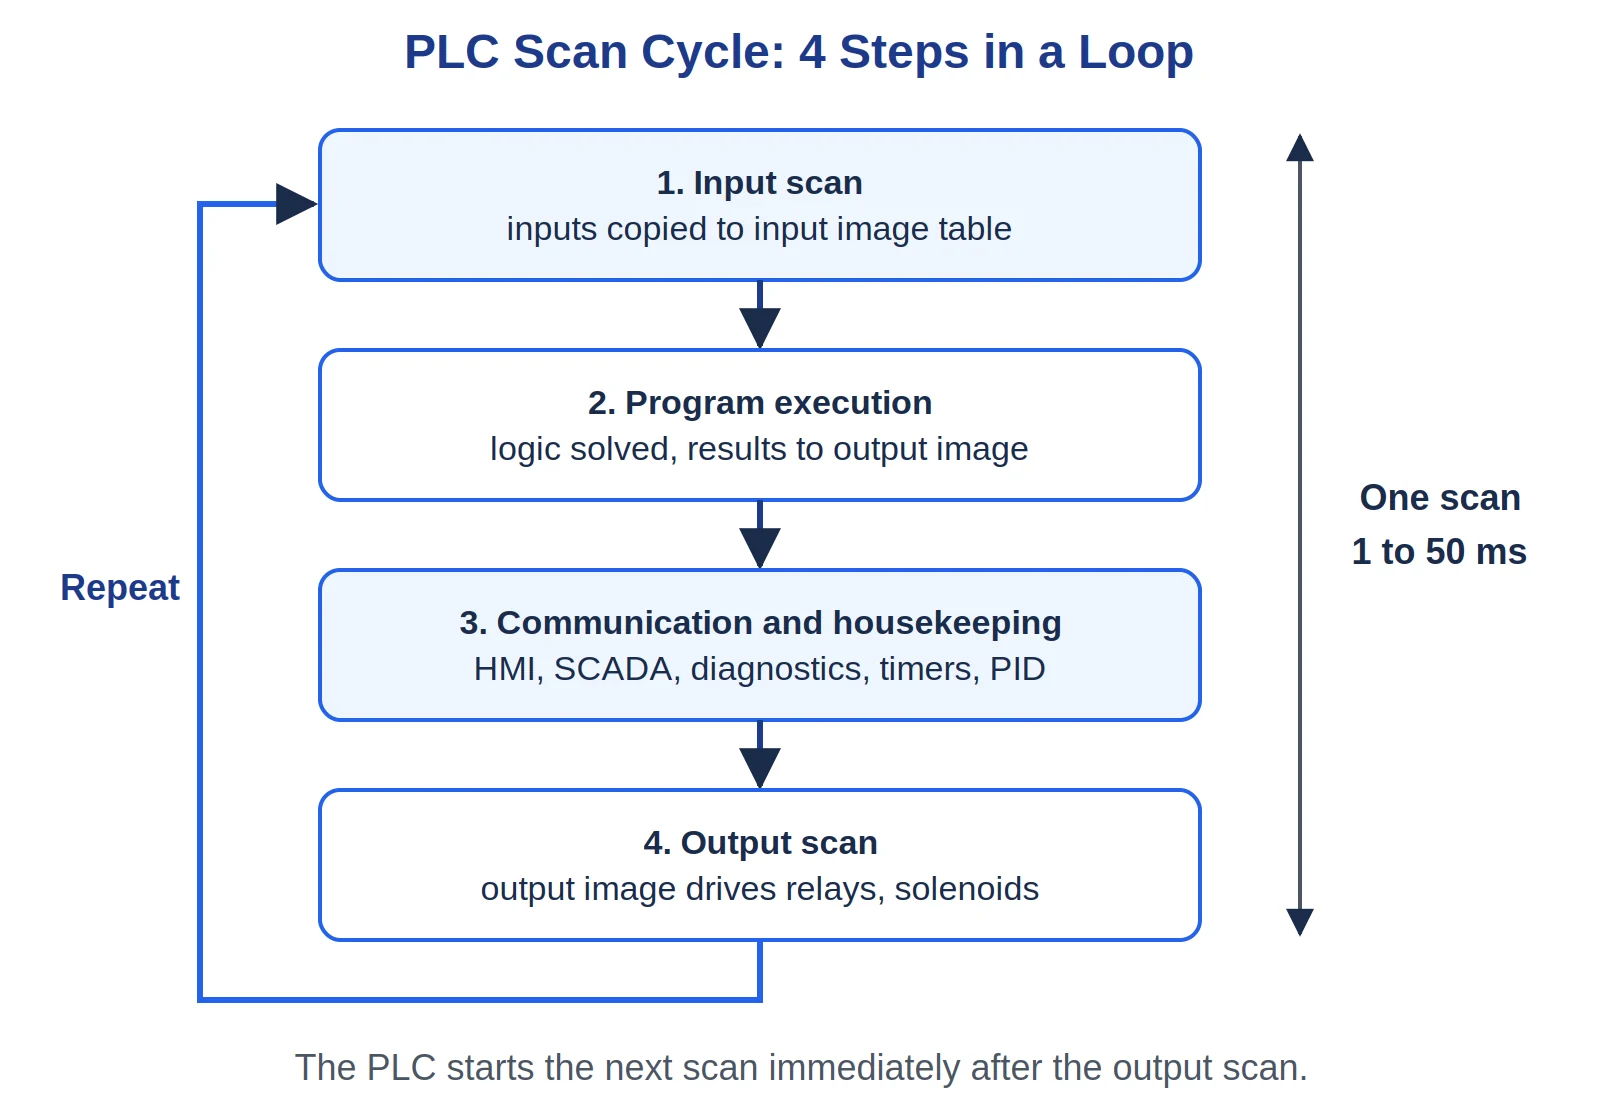 PLC Scan Cycle: 4 Steps in a Loop
1. Input scan
inputs copied to input image table
2. Program execution
logic solved, results to output image
One scan
1 to 50 ms
Repeat
3. Communication and housekeeping
HMI, SCADA, diagnostics, timers, PID
4. Output scan
output image drives relays, solenoids
The PLC starts the next scan immediately after the output scan.